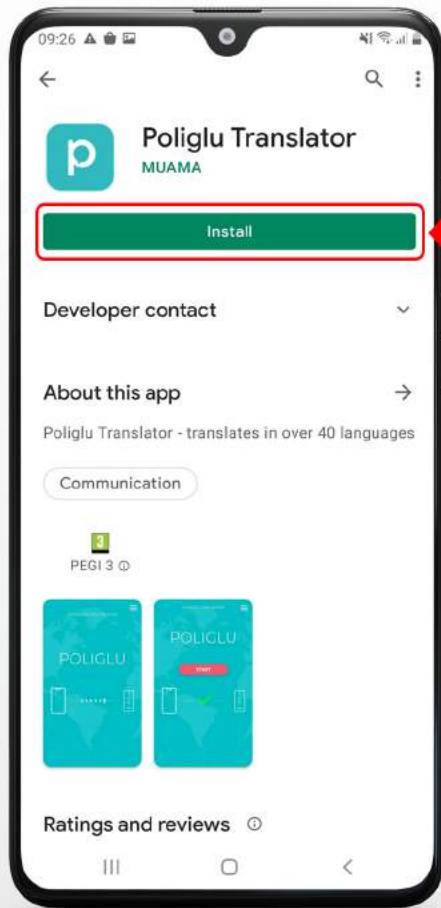 09:26
p
Poliglu Translator
MUAMA
Install
Developer contact
About this app
Poliglu Translator - translates in over 40 languages
Communication
3
PEGI 3
POLIGLU
POLIGLU
START
Ratings and reviews